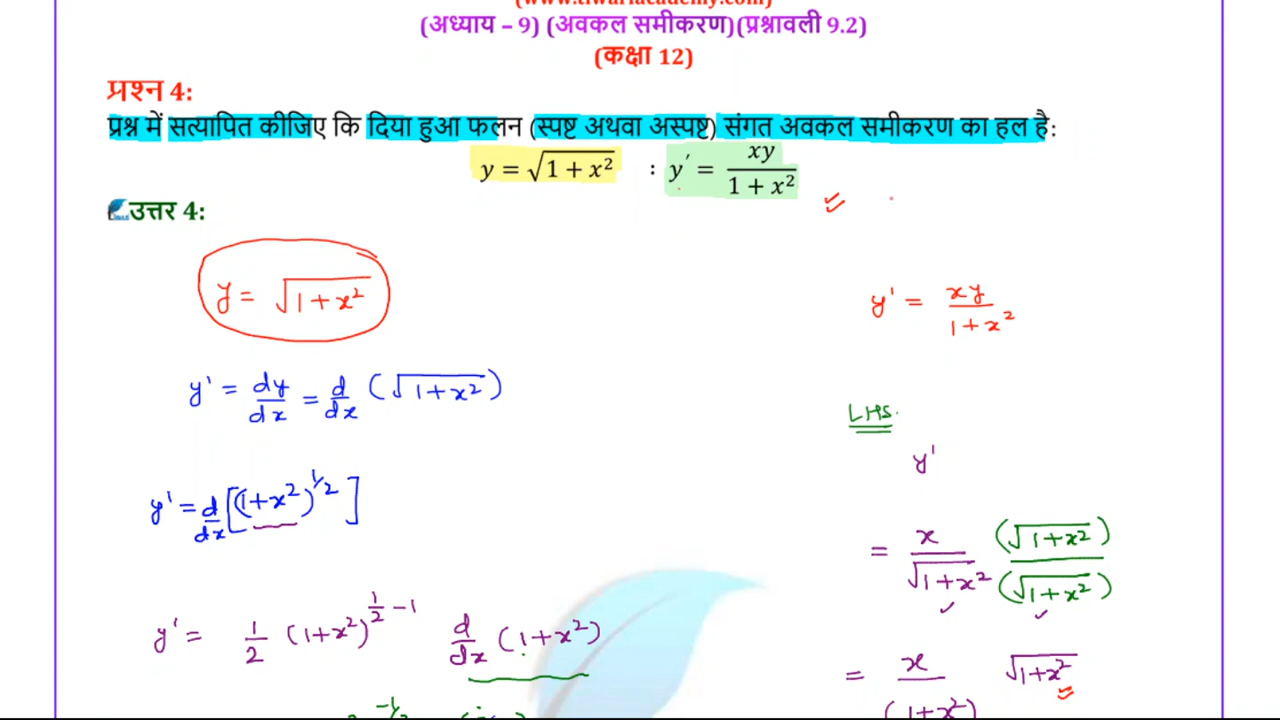 (www.tiwariacademy.com)
(अध्याय – 9) (अवकल समीकरण)(प्रश्नावली 9.2)
(कक्षा 12)
प्रश्न 4:
प्रश्न में सत्यापित कीजिए कि दिया हुआ फलन (स्पष्ट अथवा अस्पष्ट) संगत अवकल समीकरण का हल है:
y = √(1 + x²) : y′ = xy/(1 + x²)
उत्तर 4:
y = √(1+x²)
y' = dy/dx = d/dx (√(1+x²))
y' = d/dx [(1+x²)^(1/2)]
y' = 1/2 (1+x²)^(1/2 −1) d/dx (1+x²)
y' = xy/(1+x²)
LHS.
y'
= x/√(1+x²) (√(1+x²))/(√(1+x²))
= x/(1+x²) √(1+x²)